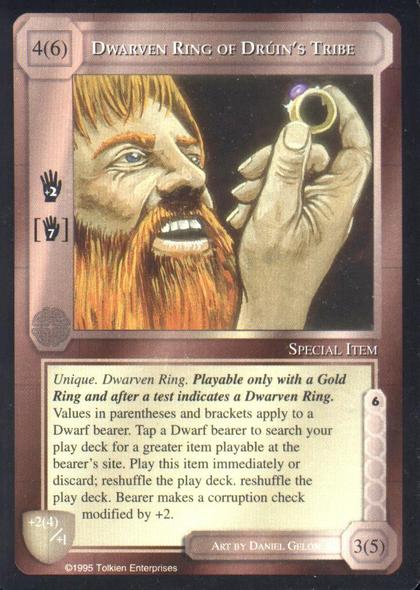 4(6)
Dwarven Ring of Drúin's Tribe
+2
[7]
Special Item
Unique. Dwarven Ring. Playable only with a Gold
Ring and after a test indicates a Dwarven Ring.
Values in parentheses and brackets apply to a
Dwarf bearer. Tap a Dwarf bearer to search your
play deck for a greater item playable at the
bearer's site. Play this item immediately or
discard; reshuffle the play deck. reshuffle the
play deck. Bearer makes a corruption check
modified by +2.
6
+2(4)/+1
Art by Daniel Gelon
3(5)
©1995 Tolkien Enterprises